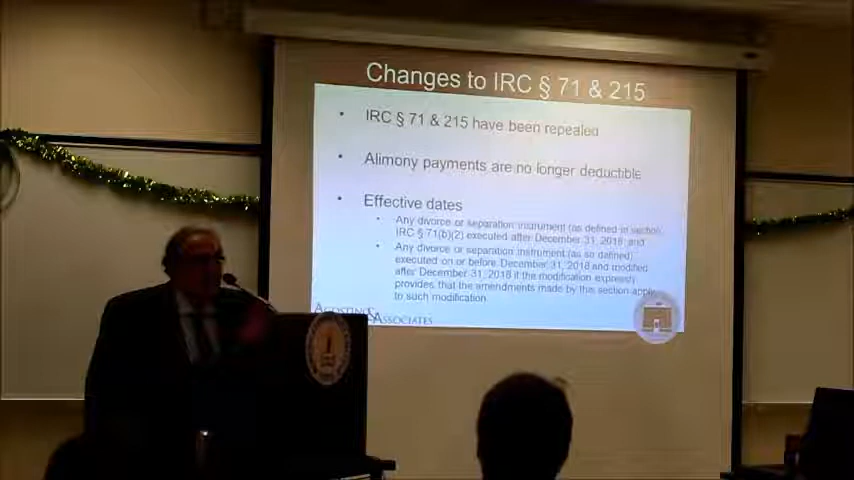 Changes to IRC § 71 & 215
• IRC § 71 & 215 have been repealed
• Alimony payments are no longer deductible
• Effective dates
• Any divorce or separation instrument (as defined in section
IRC § 71(b)(2) executed after December 31, 2018; and
• Any divorce or separation instrument (as so defined)
executed on or before December 31, 2018 and modified
after December 31, 2018 if the modification expressly
provides that the amendments made by this section apply
to such modification.
AGOSTINO & ASSOCIATES